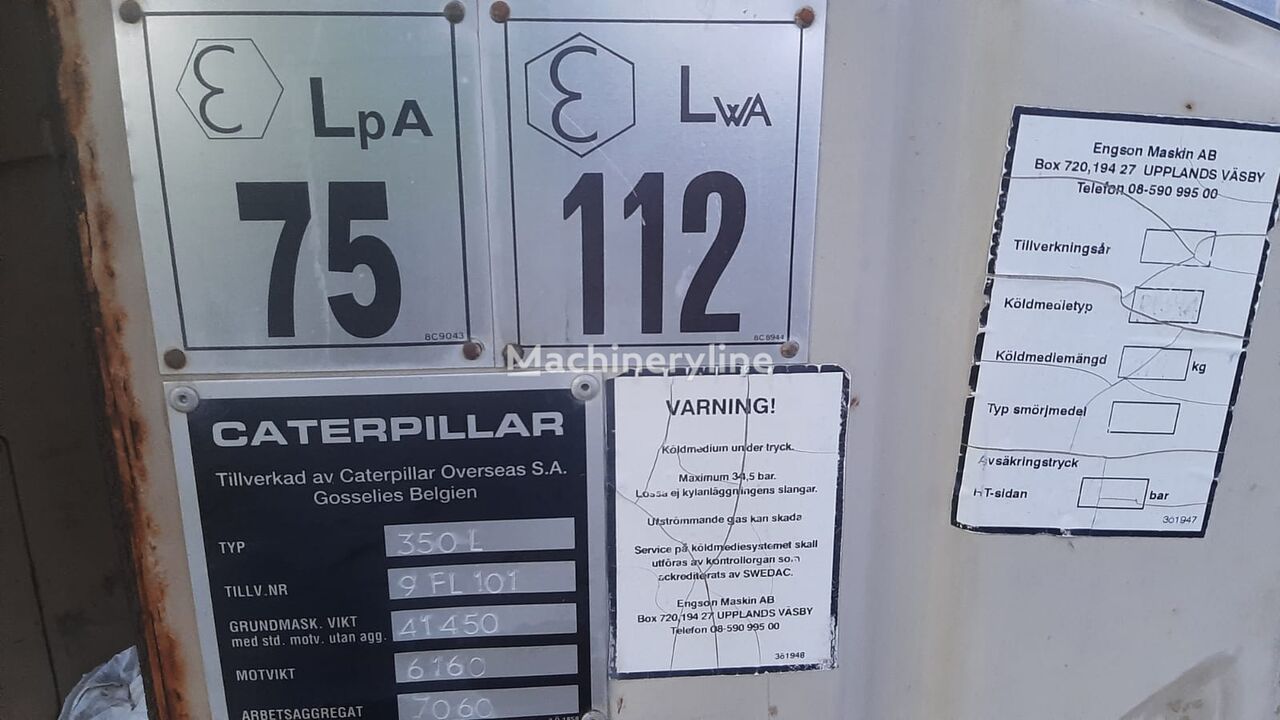 LpA
75
8C9043
LWA
112
8C8944
Machineryline
CATERPILLAR
Tillverkad av Caterpillar Overseas S.A.
Gosselies Belgien
TYP 350 L
TILLV.NR 9 FL 101
GRUNDMASK. VIKT
med std. motv. utan agg. 41450
MOTVIKT 6160
ARBETSAGGREGAT 7060
VARNING!
Köldmedium under tryck.
Maximum 34,5 bar.
Lossa ej kylanläggningens slangar.
Utströmmande gas kan skada
Service på köldmediesystemet skall
utföras av kontrollorgan som
ackrediterats av SWEDAC.
Engson Maskin AB
Box 720,194 27 UPPLANDS VÄSBY
Telefon 08-590 995 00
361948
Engson Maskin AB
Box 720,194 27 UPPLANDS VÄSBY
Telefon 08-590 995 00
Tillverkningsår
Köldmedietyp
Köldmediemängd kg
Typ smörjmedel
Avsäkringstryck
HT-sidan bar
361947